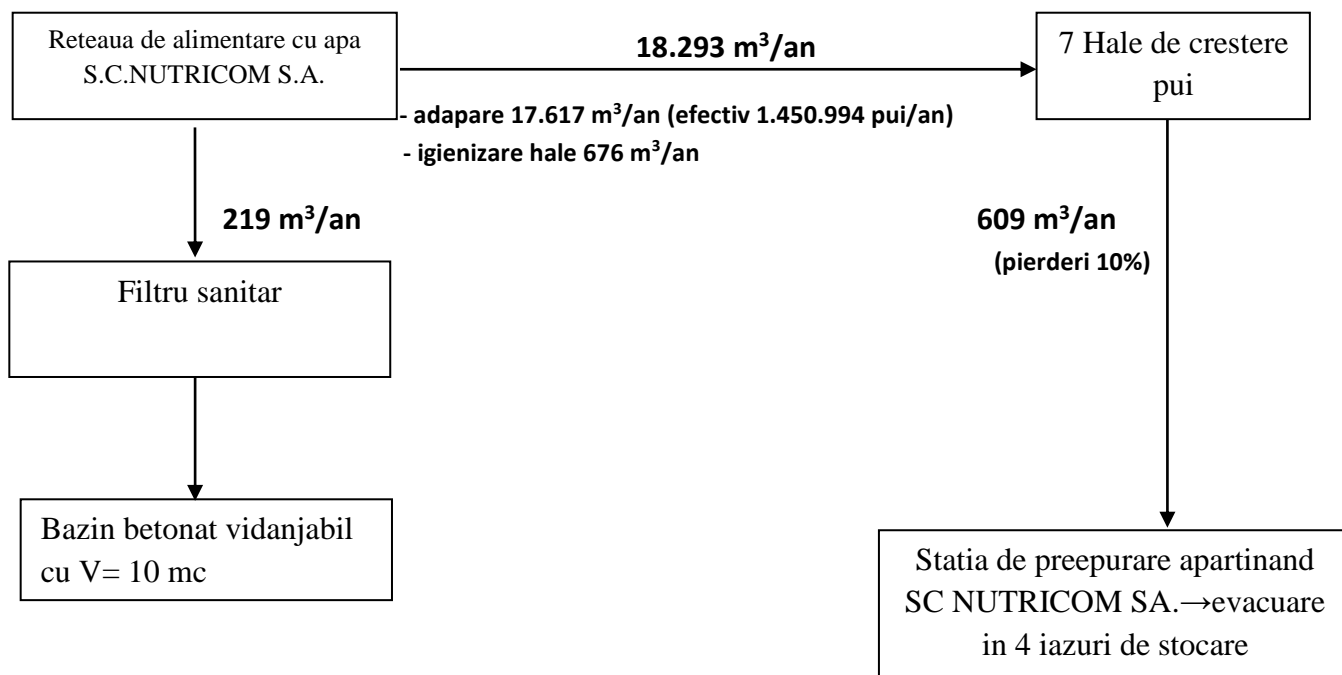 Reteaua de alimentare cu apa
S.C.NUTRICOM S.A.
18.293 m³/an
7 Hale de crestere
pui
- adapare 17.617 m³/an (efectiv 1.450.994 pui/an)
- igienizare hale 676 m³/an
219 m³/an
609 m³/an
(pierderi 10%)
Filtru sanitar
Bazin betonat vidanjabil
cu V= 10 mc
Statia de preepurare apartinand
SC NUTRICOM SA.→evacuare
in 4 iazuri de stocare